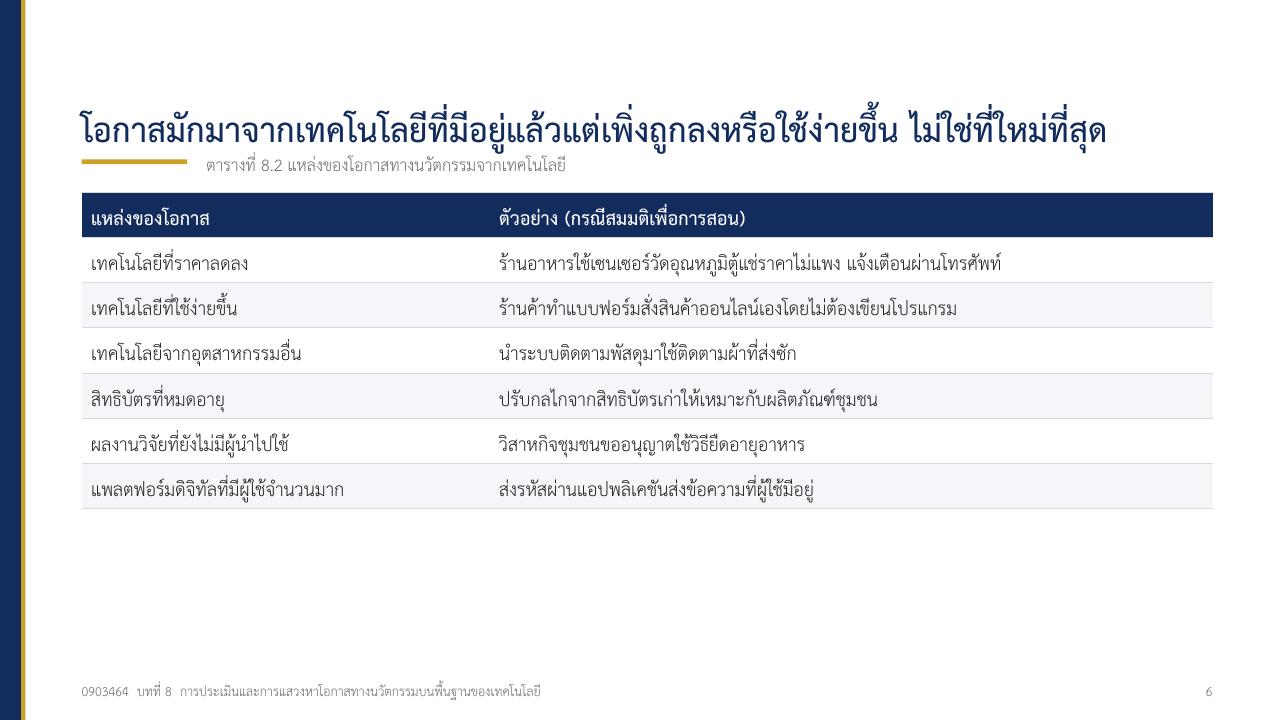 โอกาสมักมาจากเทคโนโลยีที่มีอยู่แล้วแต่เพิ่งถูกลงหรือใช้ง่ายขึ้น ไม่ใช่ที่ใหม่ที่สุด
ตารางที่ 8.2 แหล่งของโอกาสทางนวัตกรรมจากเทคโนโลยี
แหล่งของโอกาส ตัวอย่าง (กรณีสมมติเพื่อการสอน)
เทคโนโลยีที่ราคาลดลง ร้านอาหารใช้เซนเซอร์วัดอุณหภูมิตู้แช่ราคาไม่แพง แจ้งเตือนผ่านโทรศัพท์
เทคโนโลยีที่ใช้ง่ายขึ้น ร้านค้าทำแบบฟอร์มสั่งสินค้าออนไลน์เองโดยไม่ต้องเขียนโปรแกรม
เทคโนโลยีจากอุตสาหกรรมอื่น นำระบบติดตามพัสดุมาใช้ติดตามผ้าที่ส่งซัก
สิทธิบัตรที่หมดอายุ ปรับกลไกจากสิทธิบัตรเก่าให้เหมาะกับผลิตภัณฑ์ชุมชน
ผลงานวิจัยที่ยังไม่มีผู้นำไปใช้ วิสาหกิจชุมชนขออนุญาตใช้วิธียืดอายุอาหาร
แพลตฟอร์มดิจิทัลที่มีผู้ใช้จำนวนมาก ส่งรหัสผ่านแอปพลิเคชันส่งข้อความที่ผู้ใช้มีอยู่
0903464 บทที่ 8 การประเมินและการแสวงหาโอกาสทางนวัตกรรมบนพื้นฐานของเทคโนโลยี 6